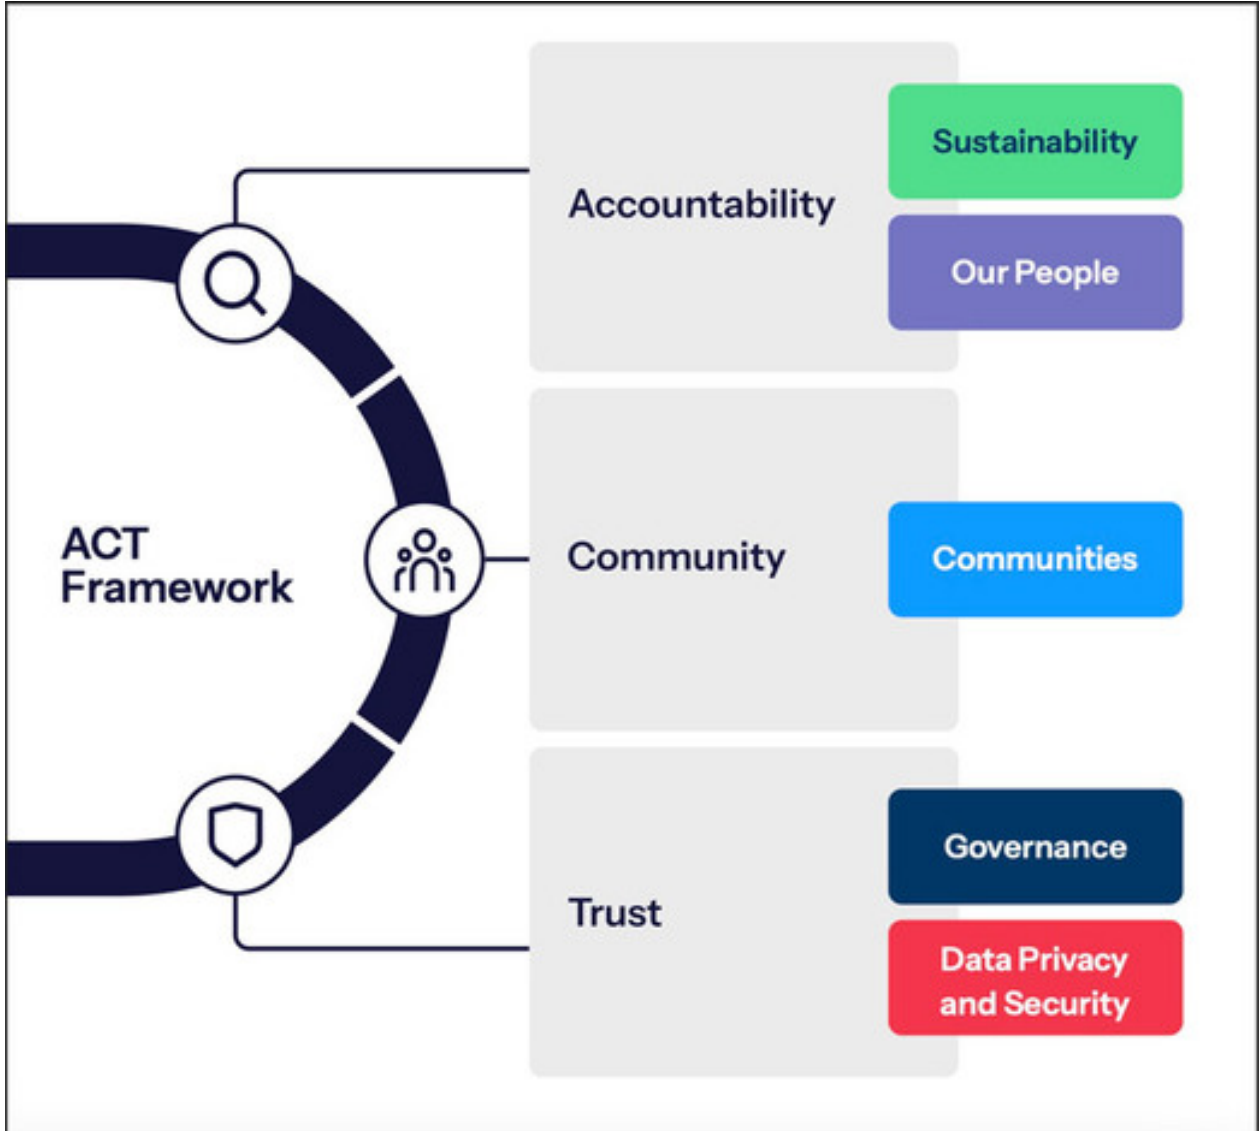 ACT
Framework
Accountability
Sustainability
Our People
Community
Communities
Trust
Governance
Data Privacy
and Security